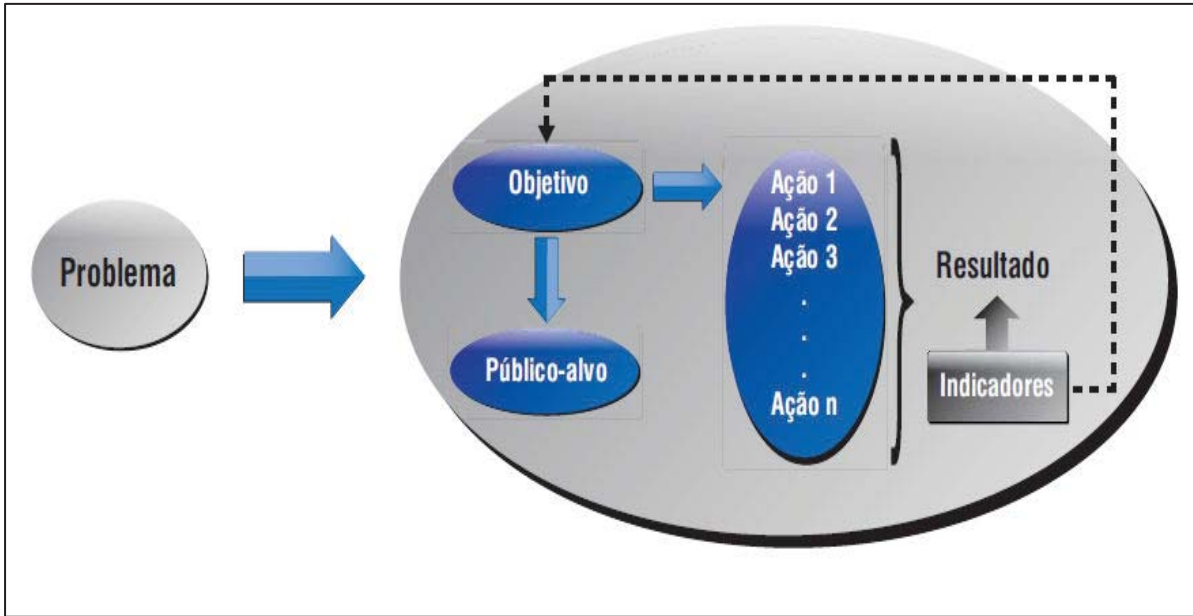 Problema
Objetivo
Público-alvo
Ação 1
Ação 2
Ação 3
.
.
.
Ação n
Resultado
Indicadores